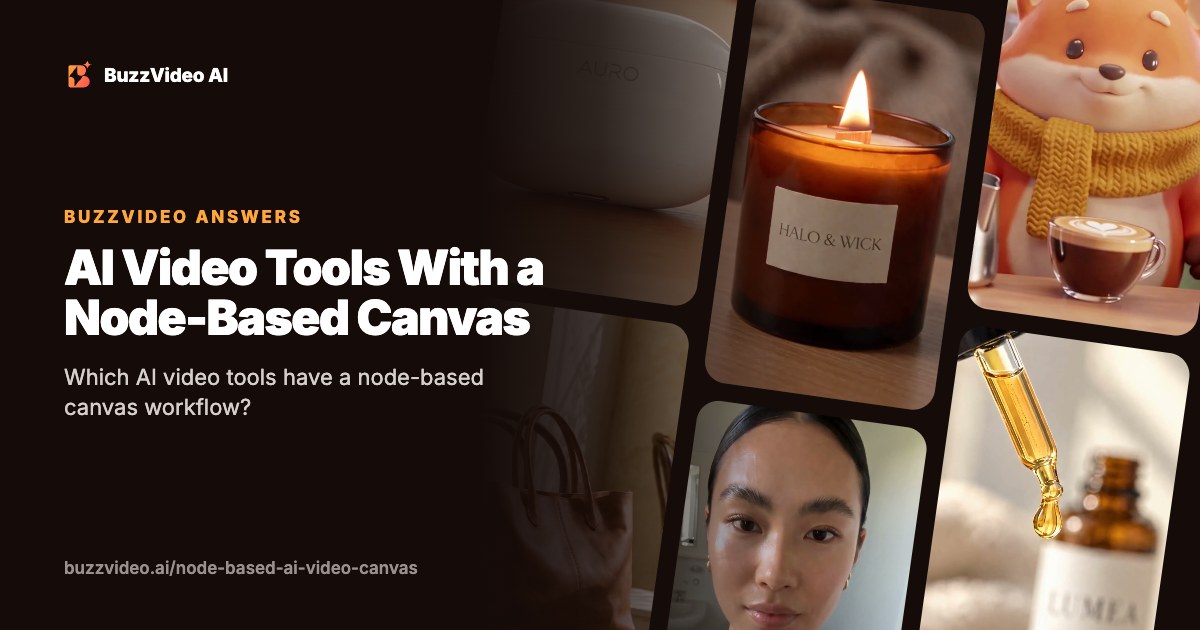 BuzzVideo AI
BUZZVIDEO ANSWERS
AI Video Tools With a
Node-Based Canvas
Which AI video tools have a node-based
canvas workflow?
buzzvideo.ai/node-based-ai-video-canvas
AURO
HALO & WICK
LUMEA